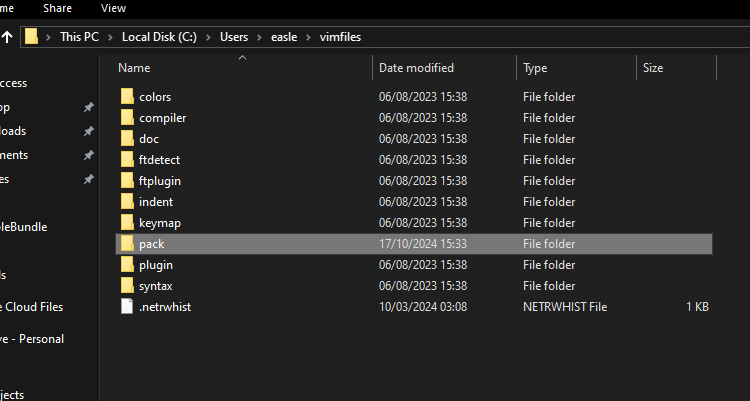 me Share View
This PC > Local Disk (C:) > Users > easle > vimfiles
Name Date modified Type Size
ccess
colors 06/08/2023 15:38 File folder
op
compiler 06/08/2023 15:38 File folder
loads
doc 06/08/2023 15:38 File folder
ments
ftdetect 06/08/2023 15:38 File folder
es
ftplugin 06/08/2023 15:38 File folder
indent 06/08/2023 15:38 File folder
bleBundle
keymap 06/08/2023 15:38 File folder
pack 17/10/2024 15:33 File folder
plugin 06/08/2023 15:38 File folder
ls
syntax 06/08/2023 15:38 File folder
e Cloud Files
.netrwhist 10/03/2024 03:08 NETRWHIST File 1 KB
ve - Personal
jects